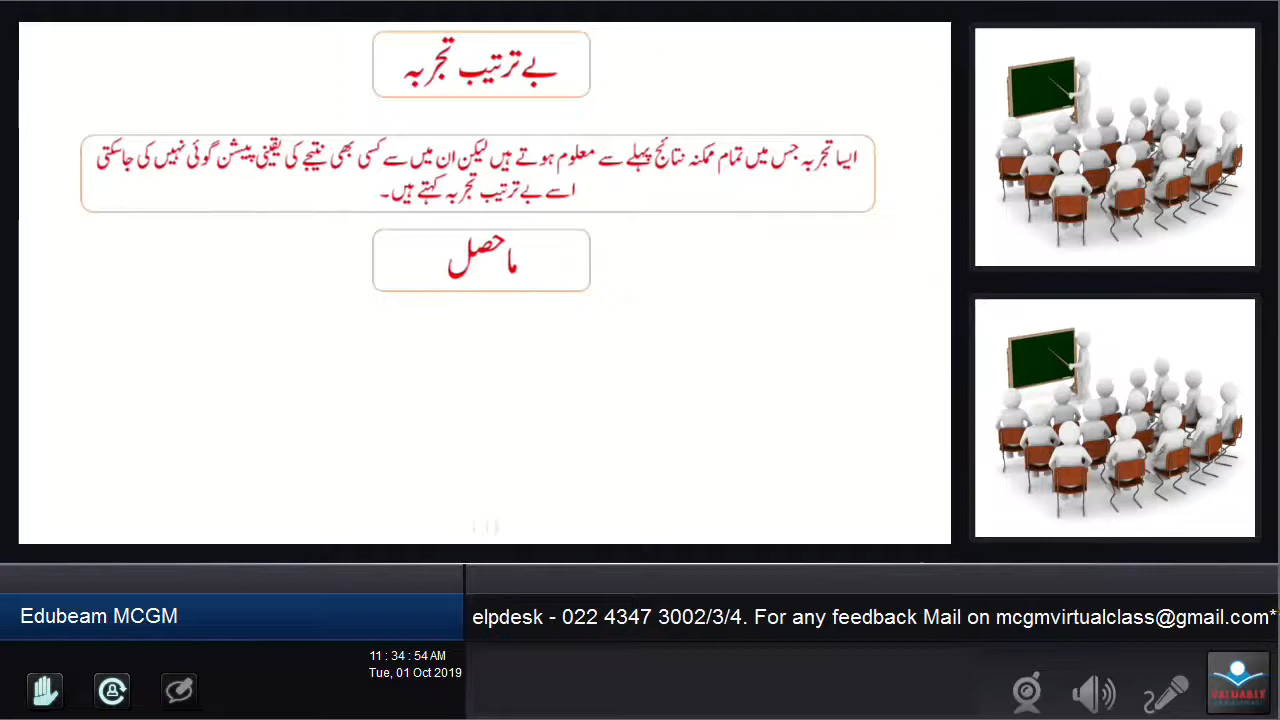 بے ترتیب تجربہ
ایسا تجربہ جس میں تمام ممکنہ نتائج پہلے سے معلوم ہوتے ہیں لیکن ان میں سے کسی بھی نتیجے کی یقینی پیشن گوئی نہیں کی جاسکتی
اسے بے ترتیب تجربہ کہتے ہیں۔
ماحصل
Edubeam MCGM
elpdesk - 022 4347 3002/3/4. For any feedback Mail on mcgmvirtualclass@gmail.com*
11 : 34 : 54 AM
Tue, 01 Oct 2019
VALUABLE